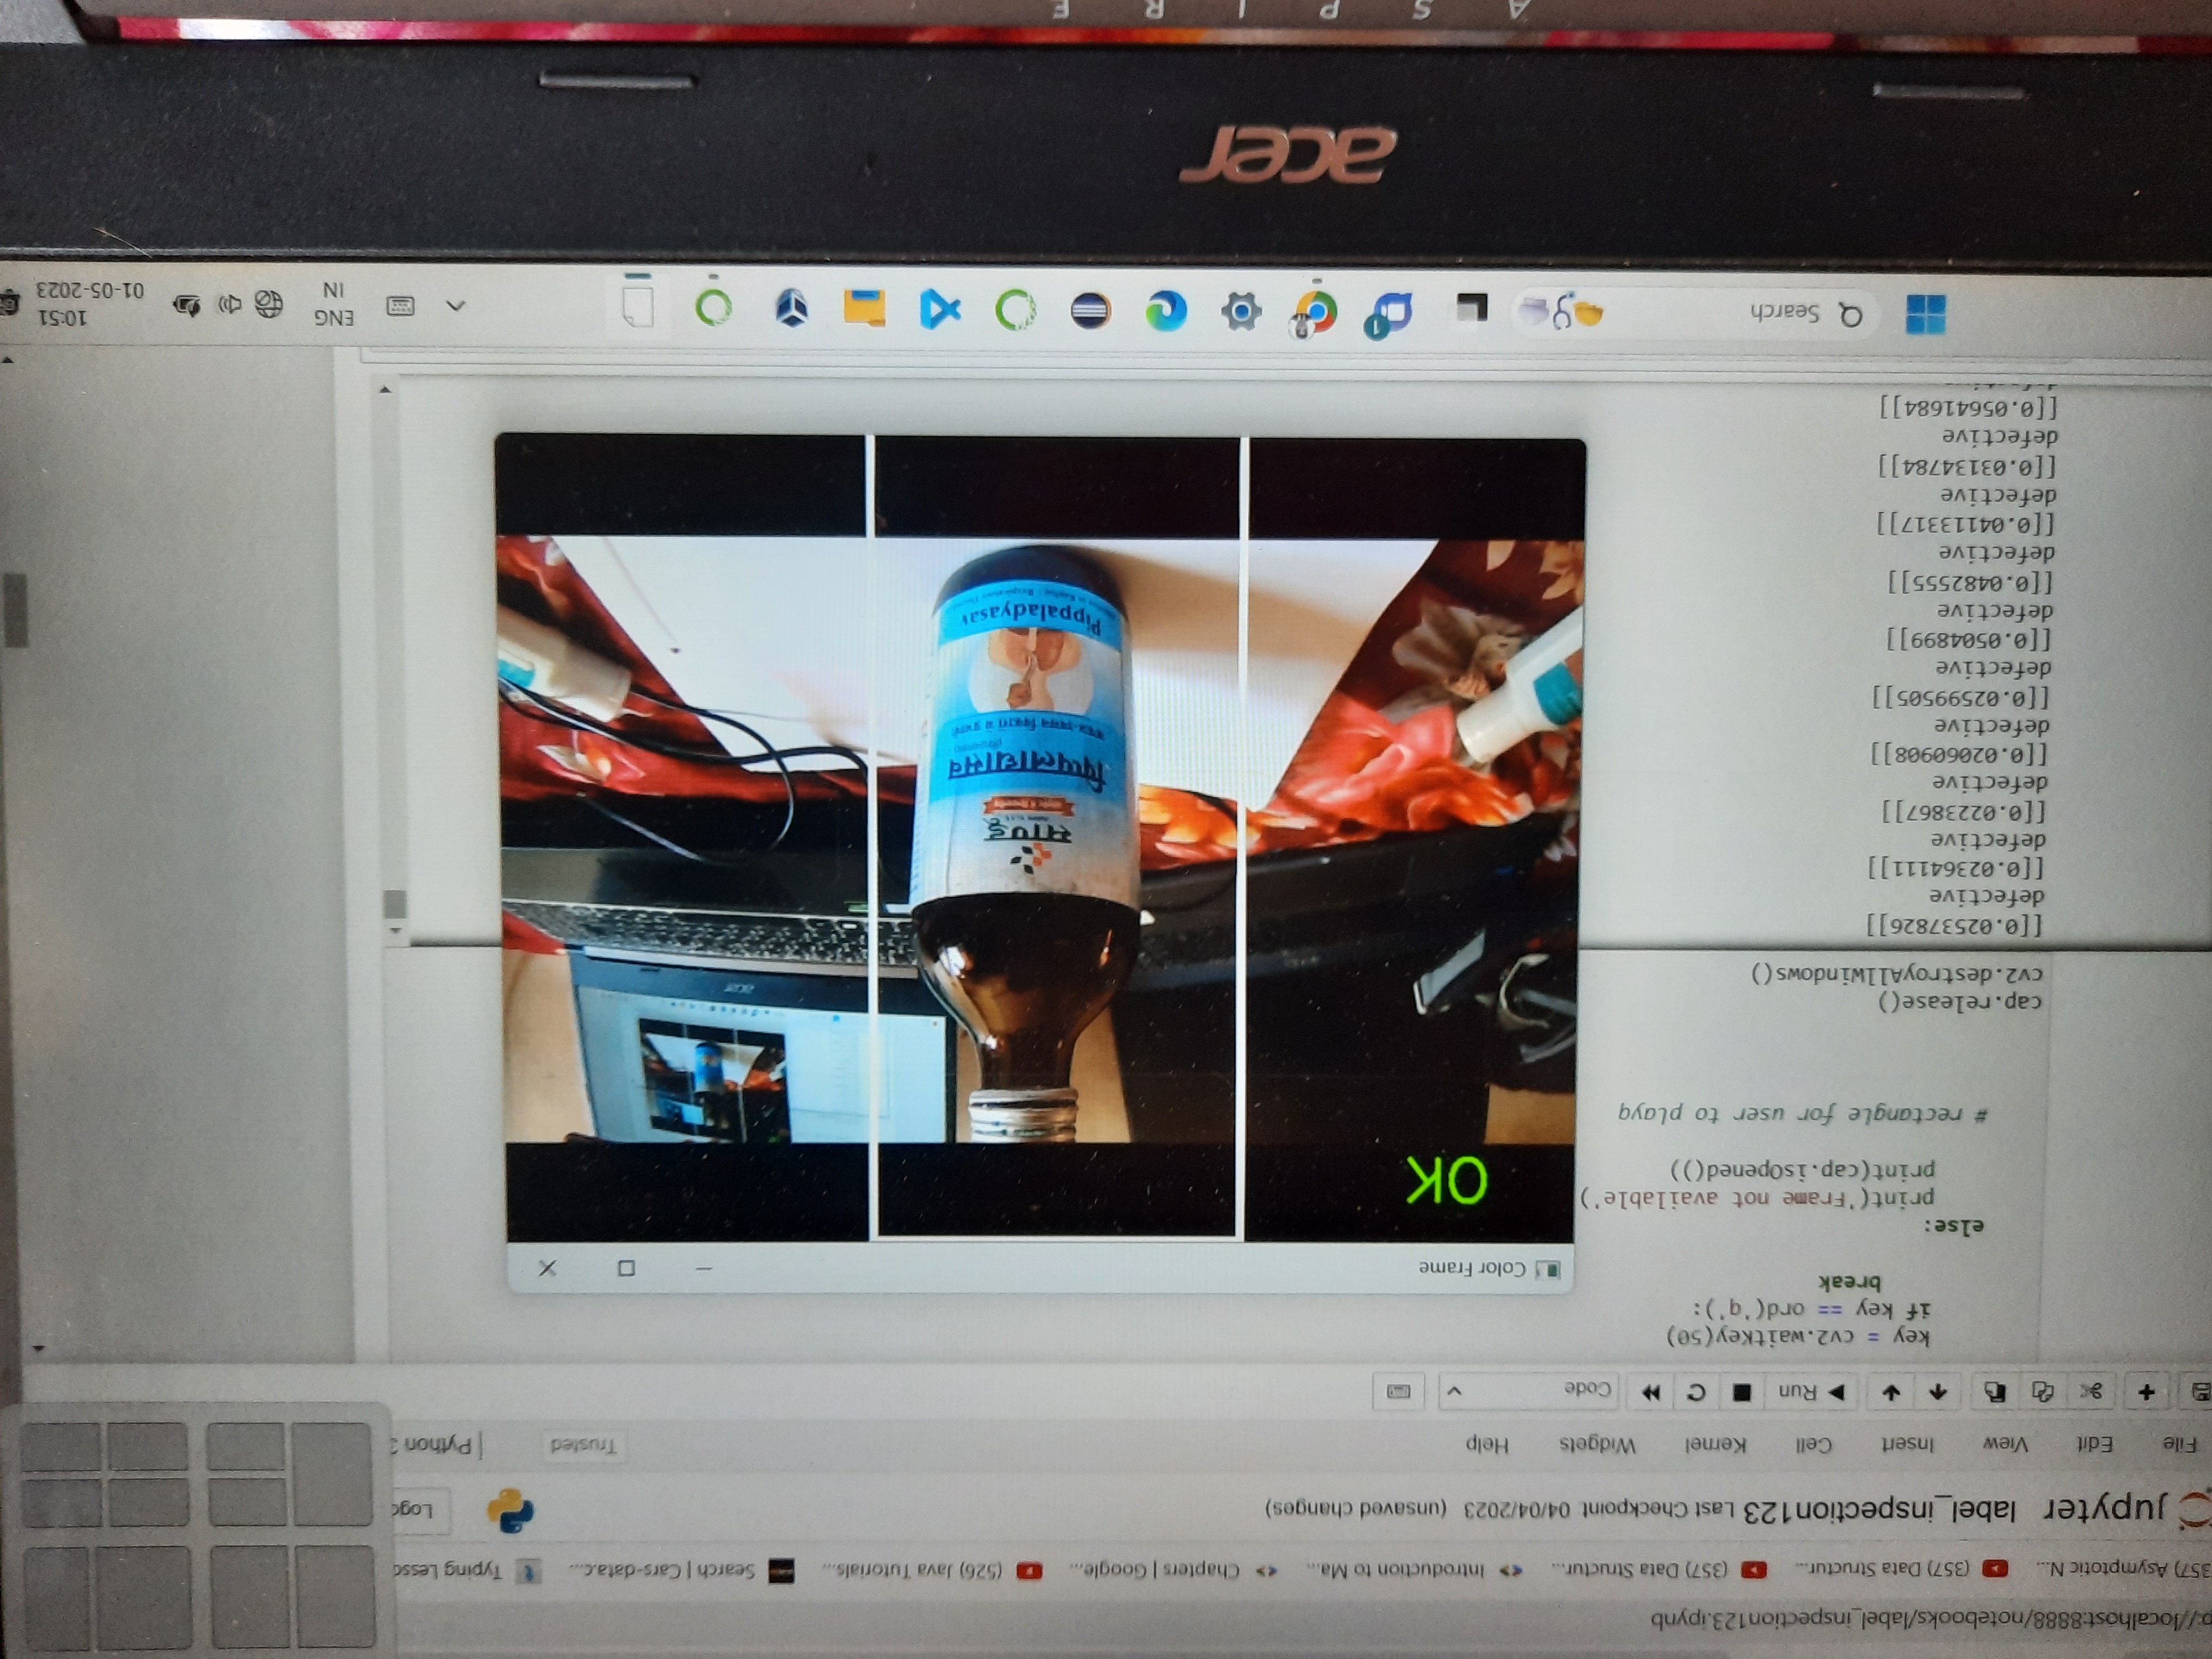 p://localhost:8888/notebooks/label_inspection123.ipynb
357) Asymptotic N... (357) Data Structur... (357) Data Structur... Introduction to Ma... Chapters | Google... (526) Java Tutorials... Search | Cars-data.c... Typing Lesso
jupyter label_inspection123 Last Checkpoint 04/04/2023 (unsaved changes) Logo
File Edit View Insert Cell Kernel Widgets Help Trusted Python 3
Run Code
key = cv2.waitKey(50)
if key == ord('q'):
break
else:
print('Frame not available')
print(cap.isOpened())
# rectangle for user to playq
cap.release()
cv2.destroyAllWindows()
[[0.02537826]]
defective
[[0.02364111]]
defective
[[0.0223867]]
defective
[[0.02060908]]
defective
[[0.02599505]]
defective
[[0.0504899]]
defective
[[0.0482555]]
defective
[[0.04113317]]
defective
[[0.03134784]]
defective
[[0.05641684]]
Color Frame
OK
acer
साण्डू
पिप्पलाद्यासव
विकारों में प्रभावी
Pippaladyasav
Search
1
ENG
IN
10:51
01-05-2023
acer
ASPIRE